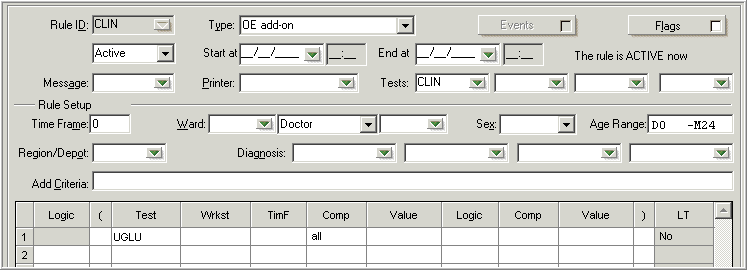 Rule ID: CLIN Type: OE add-on Events Flags
Active Start at __/__/____ __:__ End at __/__/____ __:__ The rule is ACTIVE now
Message: Printer: Tests: CLIN
Rule Setup
Time Frame: 0 Ward: Doctor Sex: Age Range: D0 -M24
Region/Depot: Diagnosis:
Add Criteria:
Logic ( Test Wrkst TimF Comp Value Logic Comp Value ) LT
1 UGLU all No
2